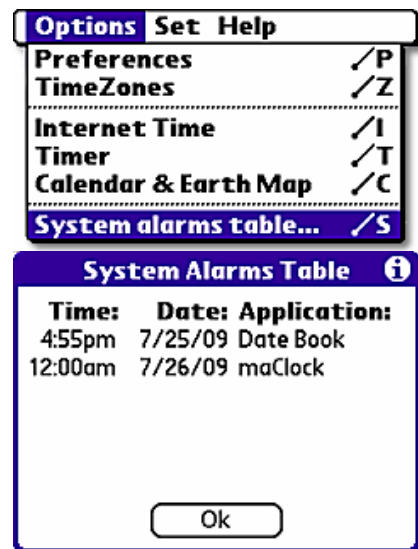 Options Set Help
Preferences /P
TimeZones /Z
Internet Time /I
Timer /T
Calendar & Earth Map /C
System alarms table... /S
System Alarms Table i
Time: Date: Application:
4:55pm 7/25/09 Date Book
12:00am 7/26/09 maClock
Ok